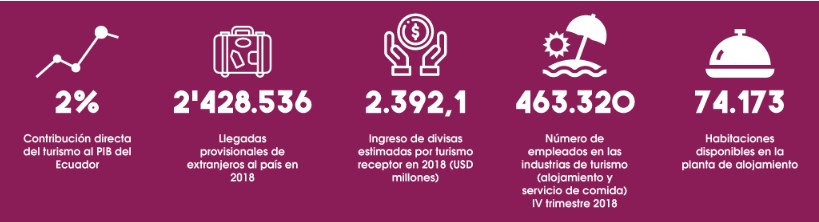 2%
Contribución directa
del turismo al PIB del
Ecuador
2'428.536
Llegadas
provisionales de
extranjeros al país en
2018
$
2.392,1
Ingreso de divisas
estimadas por turismo
receptor en 2018 (USD
millones)
463.320
Número de
empleados en las
industrias de turismo
(alojamiento y
servicio de comida)
IV trimestre 2018
74.173
Habitaciones
disponibles en la
planta de alojamiento